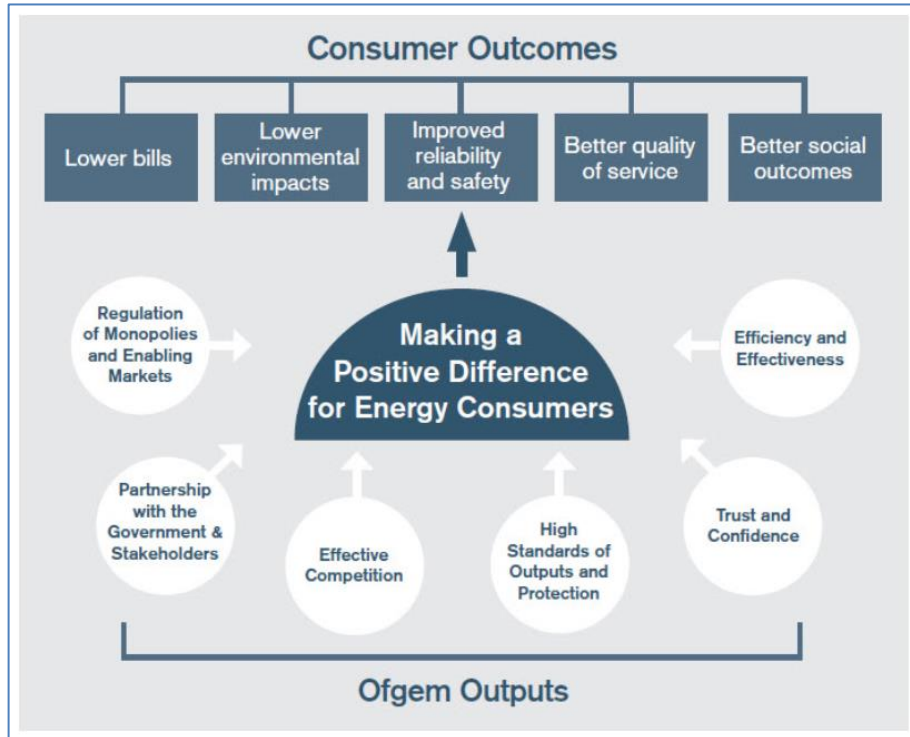 Consumer Outcomes
Lower bills
Lower
environmental
impacts
Improved
reliability
and safety
Better quality
of service
Better social
outcomes
Making a
Positive Difference
for Energy Consumers
Regulation
of Monopolies
and Enabling
Markets
Efficiency and
Effectiveness
Partnership
with the
Government &
Stakeholders
Effective
Competition
High
Standards of
Outputs and
Protection
Trust and
Confidence
Ofgem Outputs